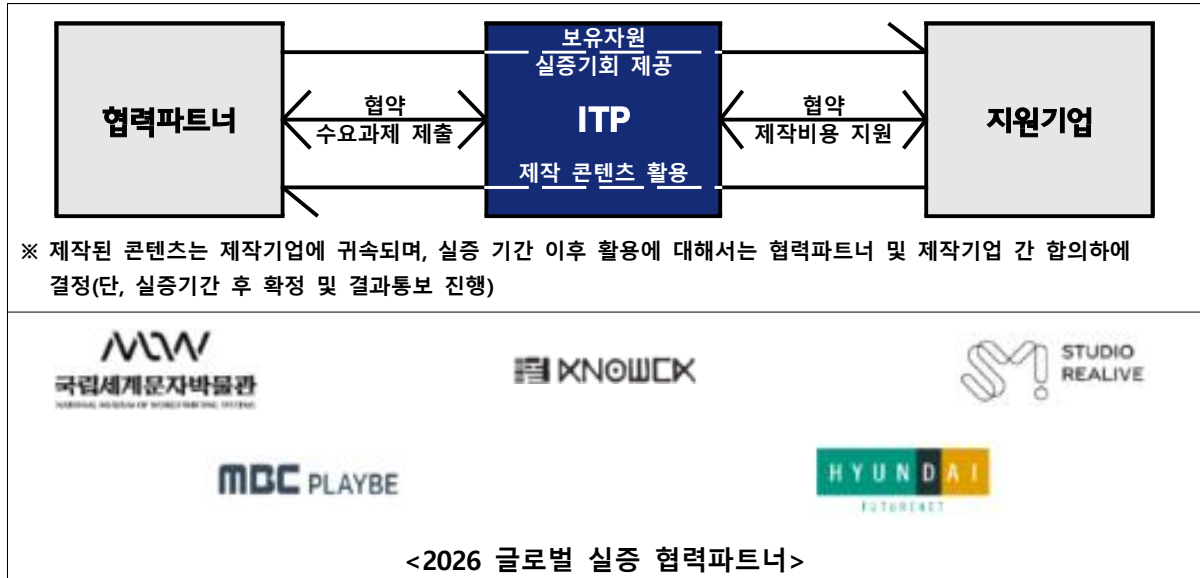 보유자원
실증기회 제공
협력파트너
협약
수요과제 제출
ITP
협약
제작비용 지원
지원기업
제작 콘텐츠 활용
※ 제작된 콘텐츠는 제작기업에 귀속되며, 실증 기간 이후 활용에 대해서는 협력파트너 및 제작기업 간 합의하에
결정(단, 실증기간 후 확정 및 결과통보 진행)
국립세계문자박물관
NATIONAL MUSEUM OF WORLD WRITING SYSTEMS
STUDIO
REALIVE
MBC PLAYBE
HYUNDAI
FUTURENET
<2026 글로벌 실증 협력파트너>